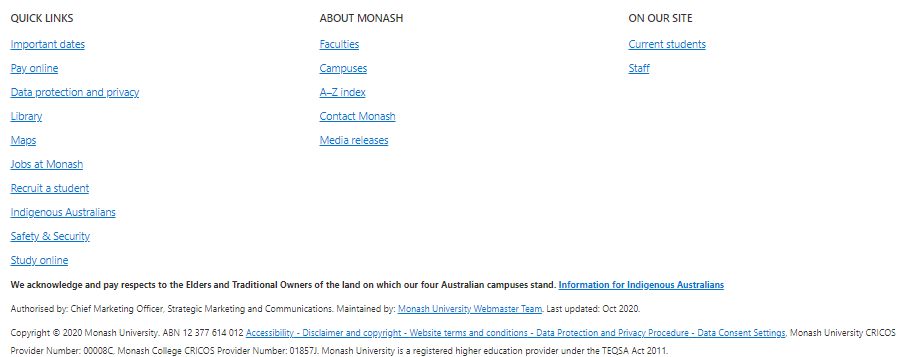 QUICK LINKS
Important dates
Pay online
Data protection and privacy
Library
Maps
Jobs at Monash
Recruit a student
Indigenous Australians
Safety & Security
Study online
ABOUT MONASH
Faculties
Campuses
A–Z index
Contact Monash
Media releases
ON OUR SITE
Current students
Staff
We acknowledge and pay respects to the Elders and Traditional Owners of the land on which our four Australian campuses stand. Information for Indigenous Australians
Authorised by: Chief Marketing Officer, Strategic Marketing and Communications. Maintained by: Monash University Webmaster Team. Last updated: Oct 2020.
Copyright © 2020 Monash University. ABN 12 377 614 012 Accessibility - Disclaimer and copyright - Website terms and conditions - Data Protection and Privacy Procedure - Data Consent Settings, Monash University CRICOS
Provider Number: 00008C, Monash College CRICOS Provider Number: 01857J. Monash University is a registered higher education provider under the TEQSA Act 2011.